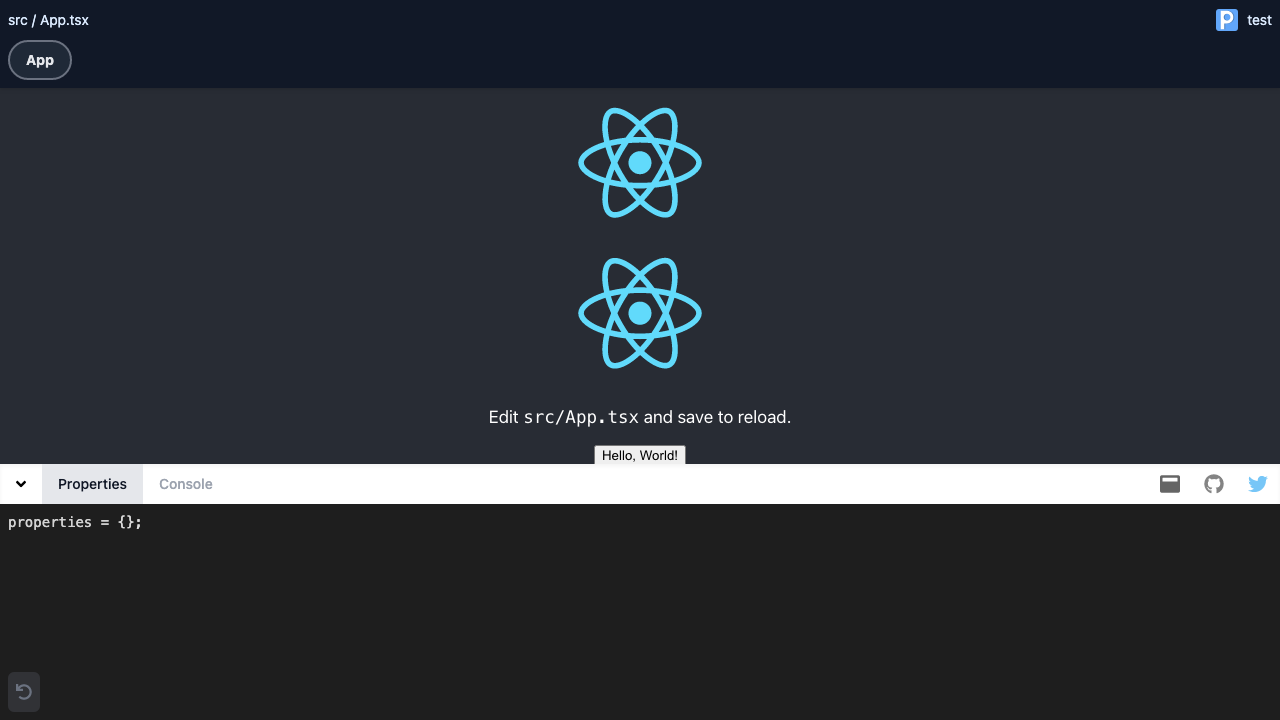 src / App.tsx
P test
App
Edit src/App.tsx and save to reload.
Hello, World!
Properties Console
properties = {};